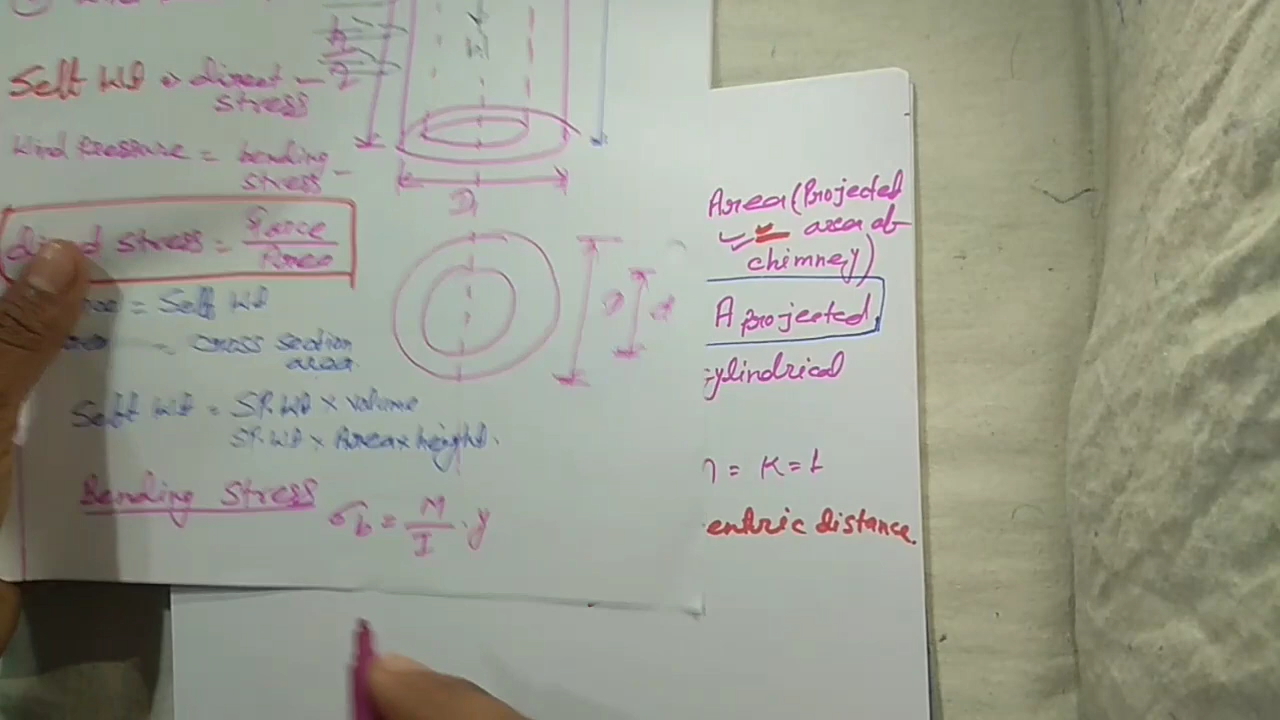 h/2
W
Self Wt → direct –
stress
Wind Pressure = bending
stress –
D
direct stress = Force/Area
= Self Wt
– cross section
area
D
d
Self Wt = SP.Wt × volume
SP.Wt × Area × height.
Bending Stress
σb = M/I . y
Area (Projected
area of
chimney)
A projected
ylindrical
= K = 1
entric distance.